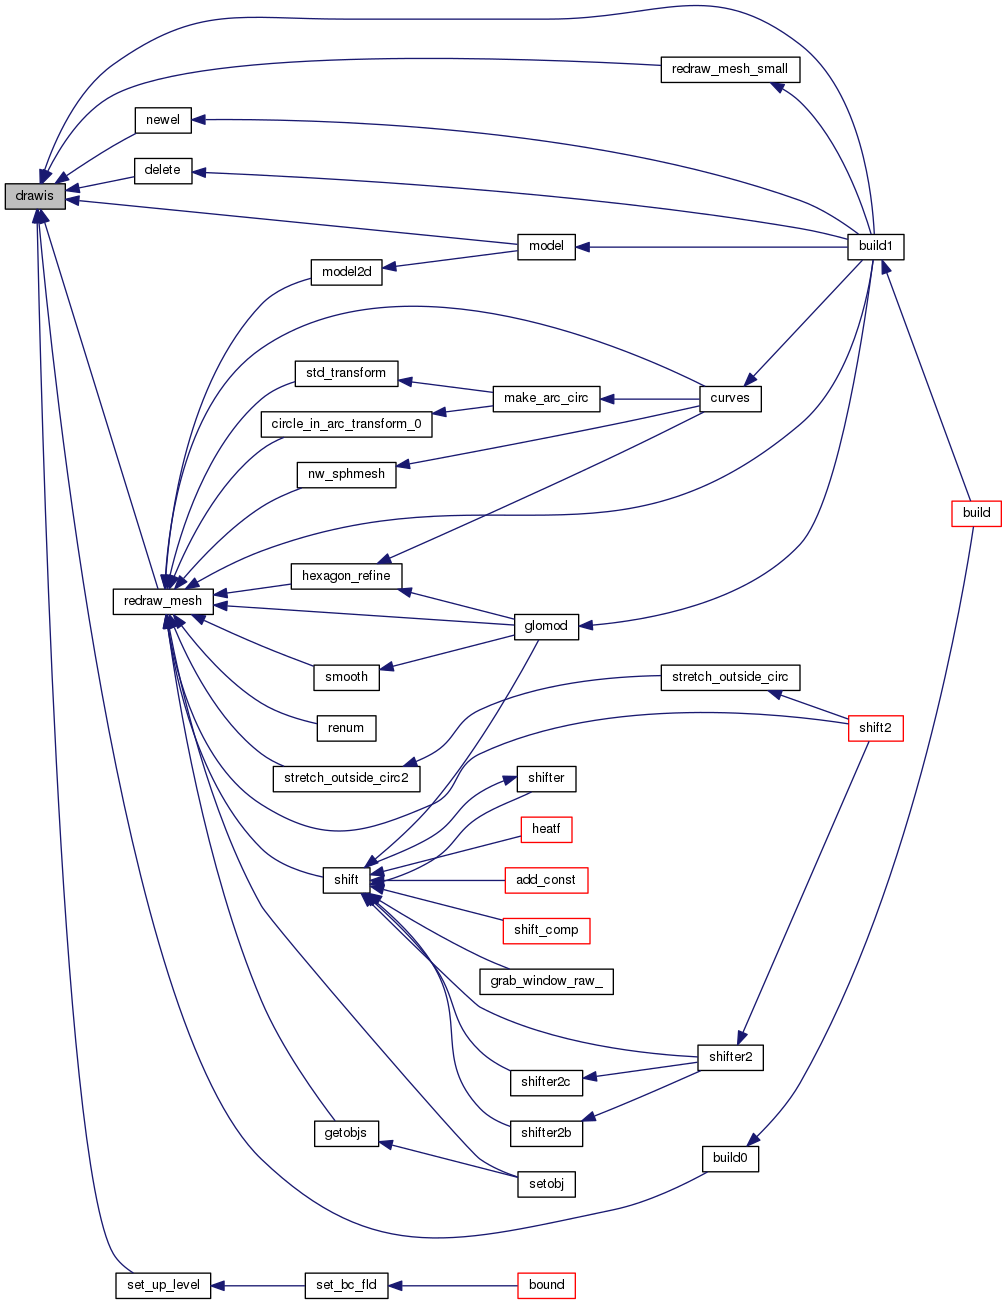 redraw_mesh_small
newel
delete
drawis
model
build1
model2d
std_transform
make_arc_circ
curves
circle_in_arc_transform_0
nw_sphmesh
build
hexagon_refine
redraw_mesh
glomod
smooth
stretch_outside_circ
renum
shift2
stretch_outside_circ2
shifter
heatf
shift
add_const
shift_comp
grab_window_raw_
shifter2
shifter2c
getobjs
shifter2b
build0
setobj
set_up_level
set_bc_fld
bound